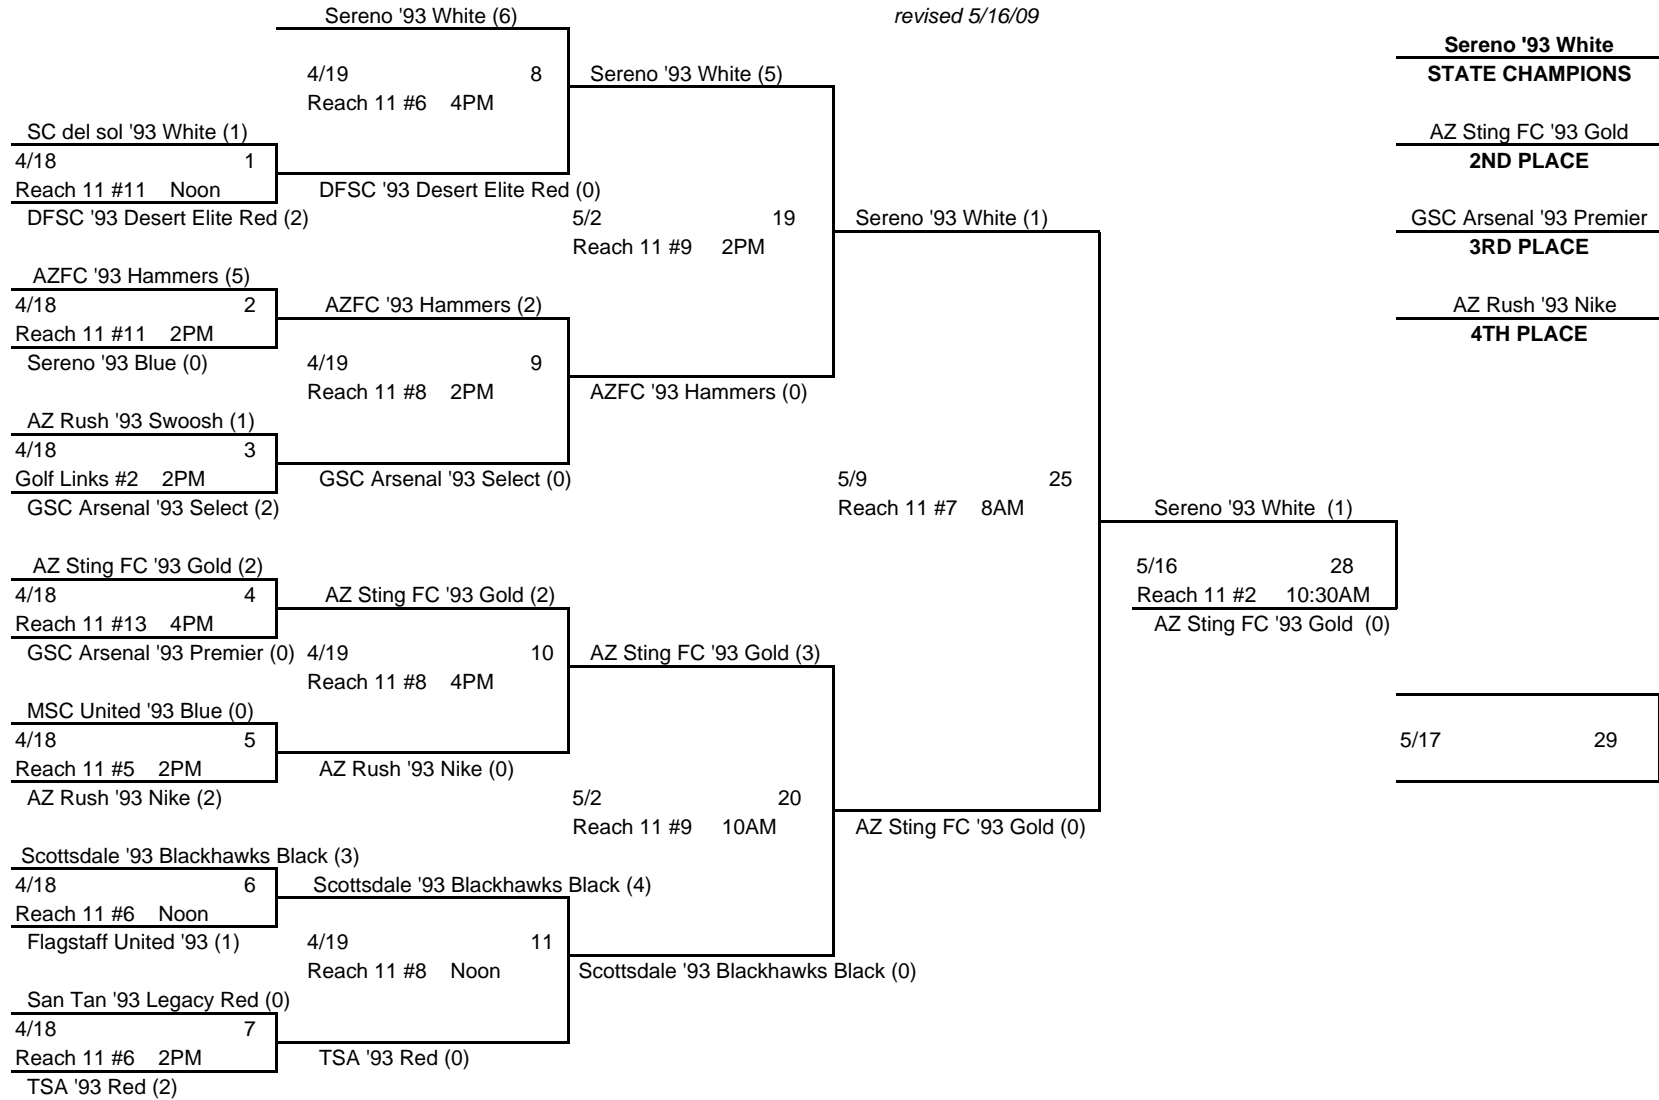 Sereno '93 White (6)
revised 5/16/09
Sereno '93 White
STATE CHAMPIONS
4/19 8
Sereno '93 White (5)
Reach 11 #6 4PM
SC del sol '93 White (1)
AZ Sting FC '93 Gold
2ND PLACE
4/18 1
Reach 11 #11 Noon
DFSC '93 Desert Elite Red (0)
DFSC '93 Desert Elite Red (2)
5/2 19
Reach 11 #9 2PM
Sereno '93 White (1)
GSC Arsenal '93 Premier
3RD PLACE
AZFC '93 Hammers (5)
4/18 2
Reach 11 #11 2PM
AZFC '93 Hammers (2)
AZ Rush '93 Nike
4TH PLACE
Sereno '93 Blue (0)
4/19 9
Reach 11 #8 2PM
AZFC '93 Hammers (0)
AZ Rush '93 Swoosh (1)
4/18 3
Golf Links #2 2PM
GSC Arsenal '93 Select (0)
GSC Arsenal '93 Select (2)
5/9 25
Reach 11 #7 8AM
Sereno '93 White (1)
5/16 28
Reach 11 #2 10:30AM
AZ Sting FC '93 Gold (0)
AZ Sting FC '93 Gold (2)
4/18 4
Reach 11 #13 4PM
AZ Sting FC '93 Gold (2)
GSC Arsenal '93 Premier (0)
4/19 10
Reach 11 #8 4PM
AZ Sting FC '93 Gold (3)
MSC United '93 Blue (0)
4/18 5
Reach 11 #5 2PM
AZ Rush '93 Nike (0)
5/17 29
AZ Rush '93 Nike (2)
5/2 20
Reach 11 #9 10AM
AZ Sting FC '93 Gold (0)
Scottsdale '93 Blackhawks Black (3)
4/18 6
Reach 11 #6 Noon
Scottsdale '93 Blackhawks Black (4)
Flagstaff United '93 (1)
4/19 11
Reach 11 #8 Noon
Scottsdale '93 Blackhawks Black (0)
San Tan '93 Legacy Red (0)
4/18 7
Reach 11 #6 2PM
TSA '93 Red (0)
TSA '93 Red (2)